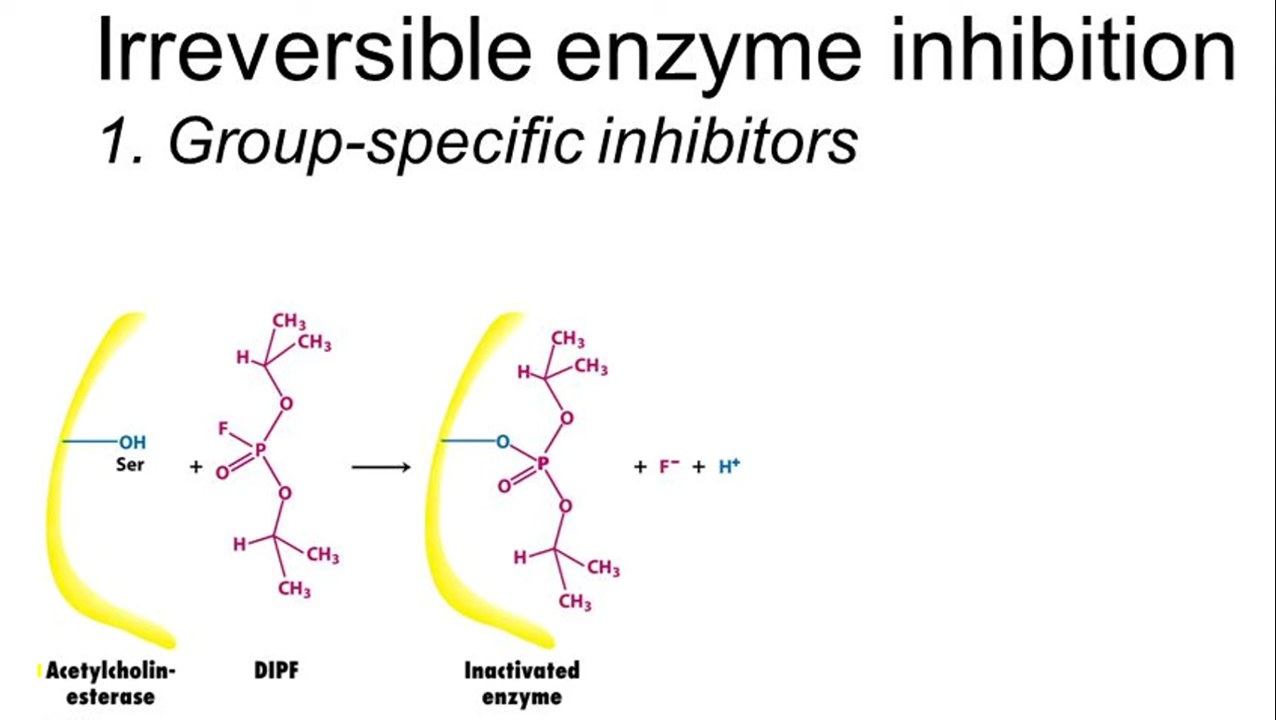 Irreversible enzyme inhibition
1. Group-specific inhibitors
CH₃
CH₃
H
O
F
P
O
O
H
CH₃
CH₃
OH
Ser
+
CH₃
CH₃
H
O
O
P
O
O
H
CH₃
CH₃
+ F⁻ + H⁺
Acetylcholin-
esterase
DIPF
Inactivated
enzyme